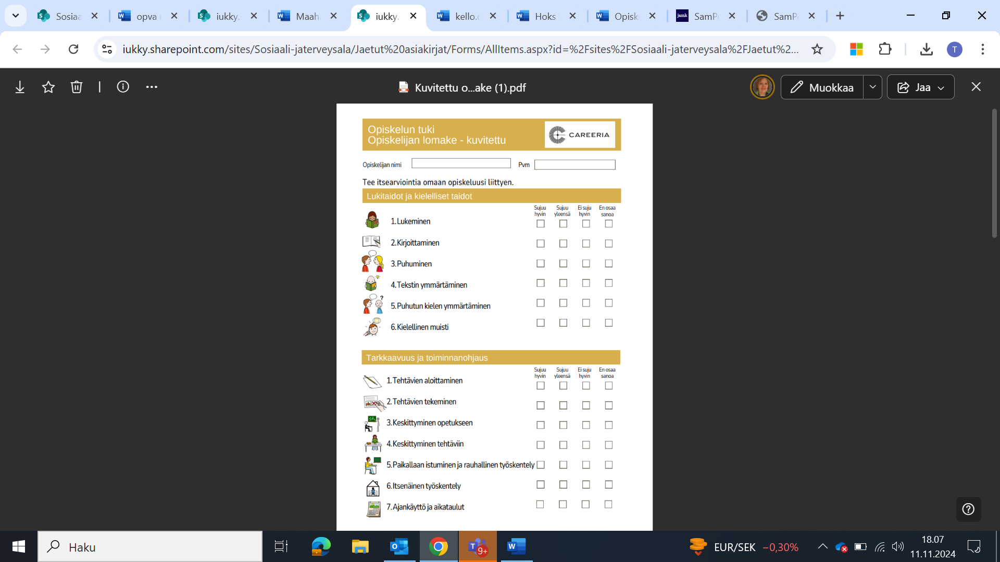 Sosiaa
opva
iukky.
Maah
iukky.
kello.
Hoks
Opisk
jamk
SamP
SamP
iukky.sharepoint.com/sites/Sosiaali-jaterveysala/Jaetut%20asiakirjat/Forms/AllItems.aspx?id=%2Fsites%2FSosiaali-jaterveysala%2FJaetut%2...
T
Kuvitettu o...ake (1).pdf
Muokkaa
Jaa
Opiskelun tuki
Opiskelijan lomake - kuvitettu
CAREERIA
Opiskelijan nimi
Pvm
Tee itsearviointia omaan opiskeluusi liittyen.
Lukitaidot ja kielelliset taidot
Sujuu hyvin
Sujuu yleensä
Ei suju hyvin
En osaa sanoa
1. Lukeminen
2. Kirjoittaminen
3. Puhuminen
4. Tekstin ymmärtäminen
?
5. Puhutun kielen ymmärtäminen
6. Kielellinen muisti
Tarkkaavuus ja toiminnanohjaus
Sujuu hyvin
Sujuu yleensä
Ei suju hyvin
En osaa sanoa
1. Tehtävien aloittaminen
2. Tehtävien tekeminen
3. Keskittyminen opetukseen
4. Keskittyminen tehtäviin
5. Paikallaan istuminen ja rauhallinen työskentely
6. Itsenäinen työskentely
7. Ajankäyttö ja aikataulut
Haku
9+
EUR/SEK −0,30%
18.07
11.11.2024